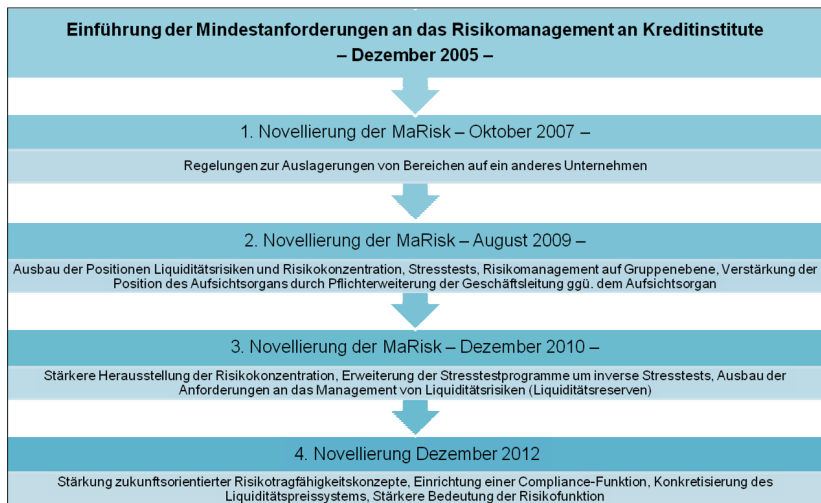 Einführung der Mindestanforderungen an das Risikomanagement an Kreditinstitute
– Dezember 2005 –
1. Novellierung der MaRisk – Oktober 2007 –
Regelungen zur Auslagerungen von Bereichen auf ein anderes Unternehmen
2. Novellierung der MaRisk – August 2009 –
Ausbau der Positionen Liquiditätsrisiken und Risikokonzentration, Stresstests, Risikomanagement auf Gruppenebene, Verstärkung der
Position des Aufsichtsorgans durch Pflichterweiterung der Geschäftsleitung ggü. dem Aufsichtsorgan
3. Novellierung der MaRisk – Dezember 2010 –
Stärkere Herausstellung der Risikokonzentration, Erweiterung der Stresstestprogramme um inverse Stresstests, Ausbau der
Anforderungen an das Management von Liquiditätsrisiken (Liquiditätsreserven)
4. Novellierung Dezember 2012
Stärkung zukunftsorientierter Risikotragfähigkeitskonzepte, Einrichtung einer Compliance-Funktion, Konkretisierung des
Liquiditätspreissystems, Stärkere Bedeutung der Risikofunktion